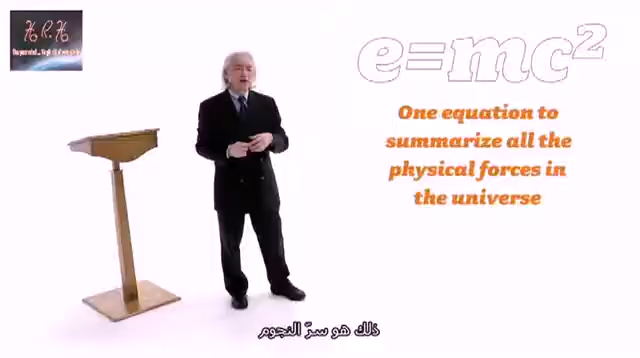 e=mc²
One equation to
summarize all the
physical forces in
the universe
ذلك هو سرّ النجوم